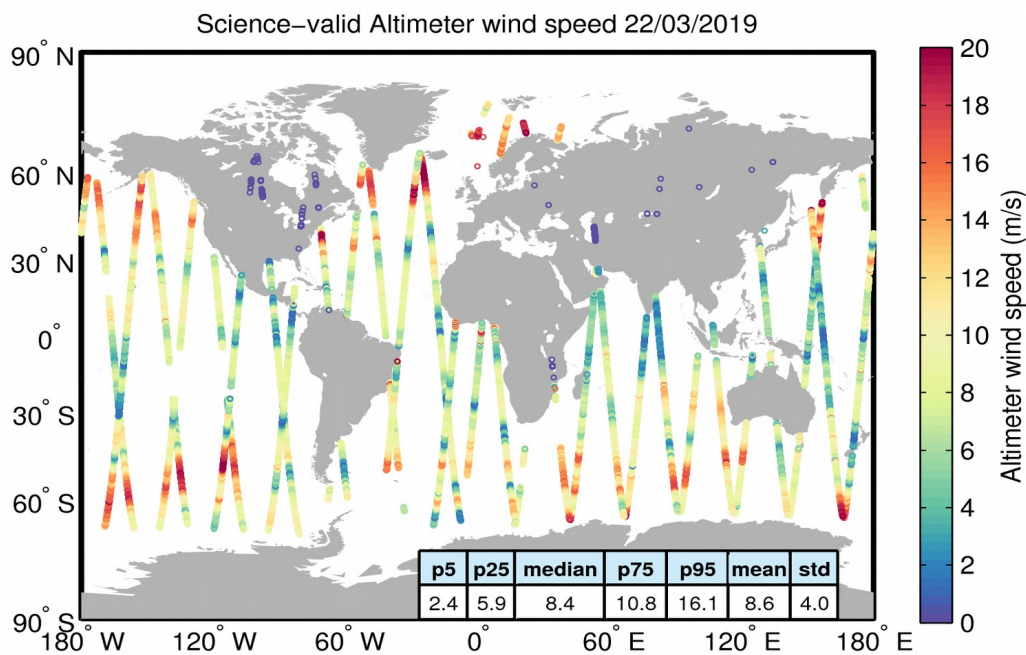 Science−valid Altimeter wind speed 22/03/2019
90° N
60° N
30° N
0°
30° S
60° S
90° S
180° W
120° W
60° W
0°
60° E
120° E
180° E
p5 p25 median p75 p95 mean std
2.4 5.9 8.4 10.8 16.1 8.6 4.0
20
18
16
14
12
10
8
6
4
2
0
Altimeter wind speed (m/s)